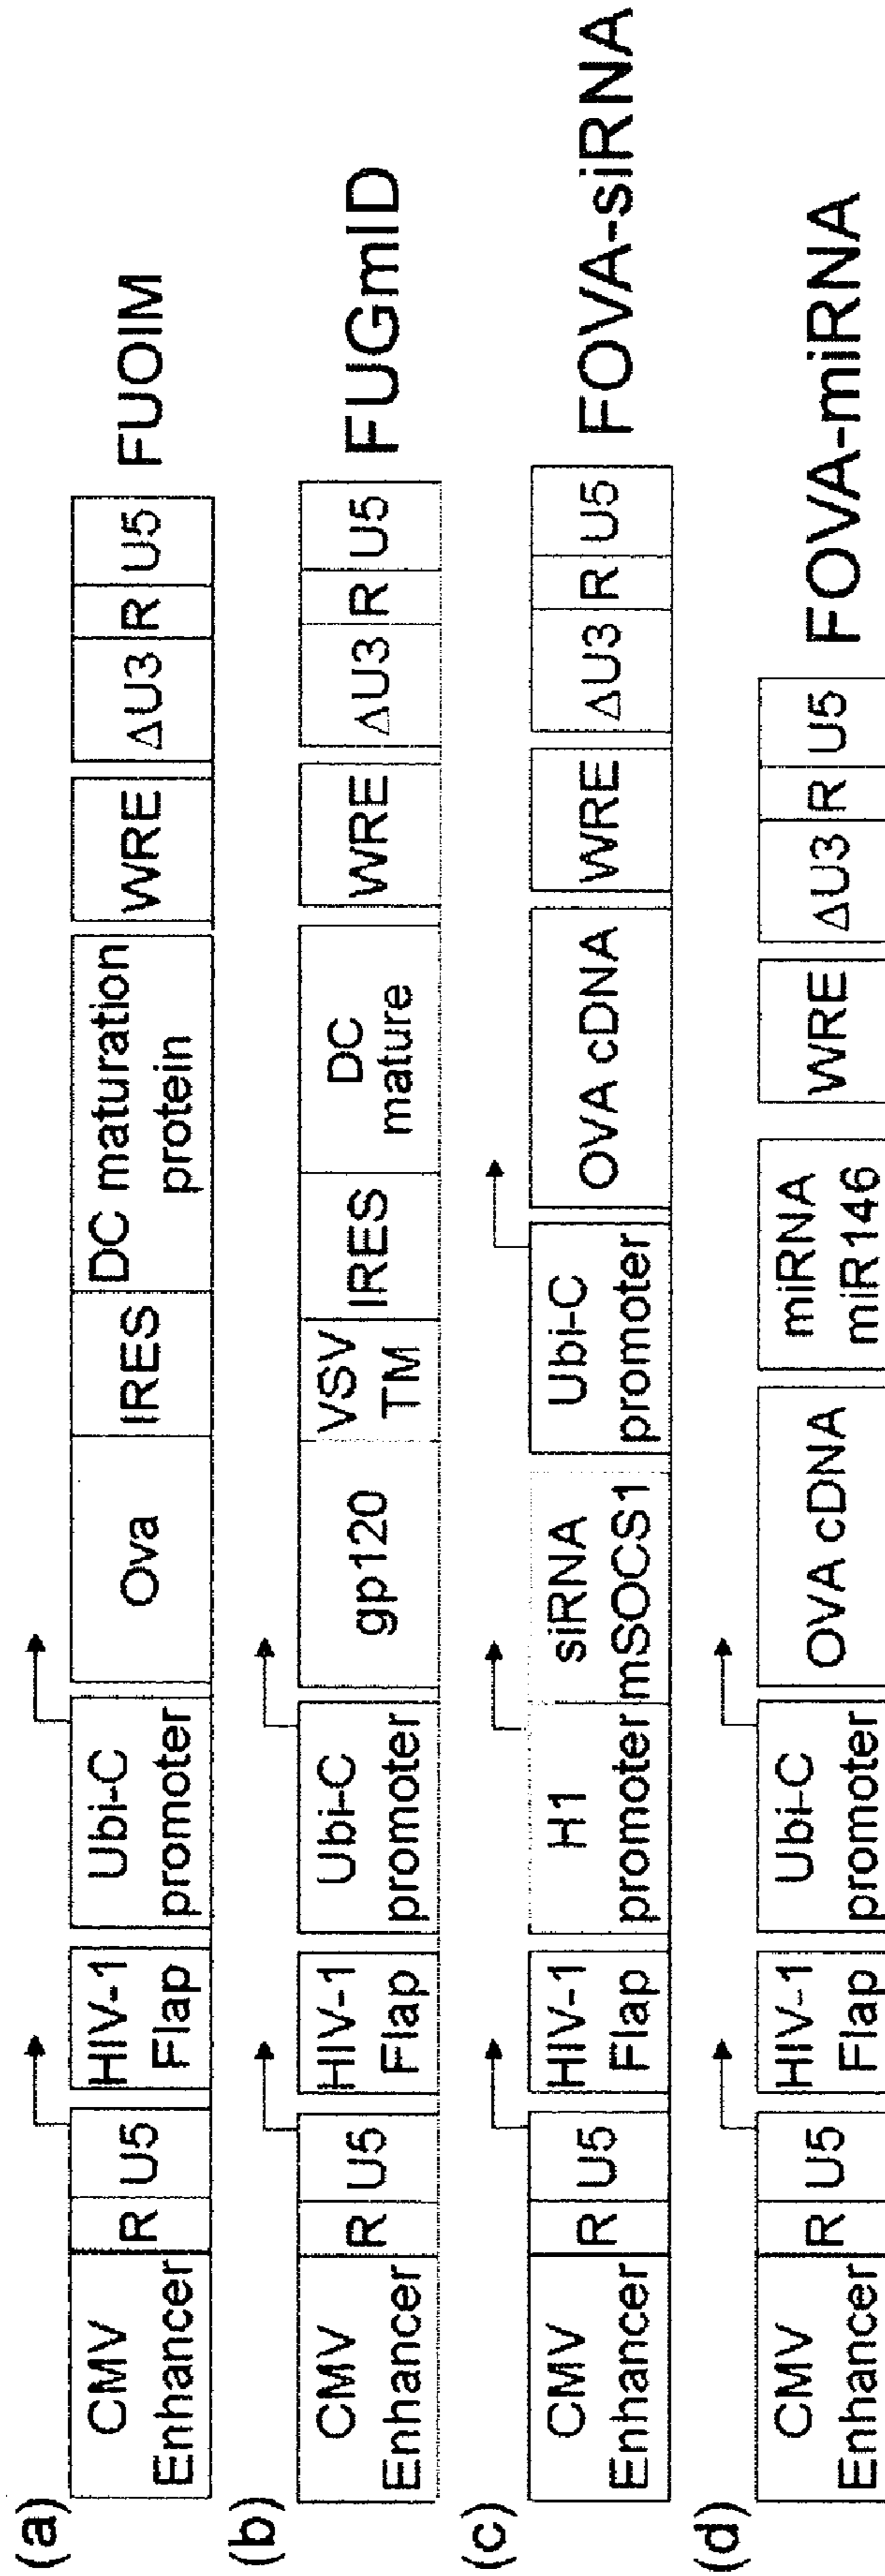 (a)
CMV
Enhancer
R
U5
HIV-1
Flap
Ubi-C
promoter
Ova
IRES
DC maturation
protein
WRE
ΔU3
R
U5
FUOIM
(b)
CMV
Enhancer
R
U5
HIV-1
Flap
Ubi-C
promoter
gp120
VSV
TM
IRES
DC
mature
WRE
ΔU3
R
U5
FUGmID
(c)
CMV
Enhancer
R
U5
HIV-1
Flap
H1
promoter
siRNA
mSOCS1
Ubi-C
promoter
OVA cDNA
WRE
ΔU3
R
U5
FOVA-siRNA
(d)
CMV
Enhancer
R
U5
HIV-1
Flap
Ubi-C
promoter
OVA cDNA
miRNA
miR146
WRE
ΔU3
R
U5
FOVA-miRNA